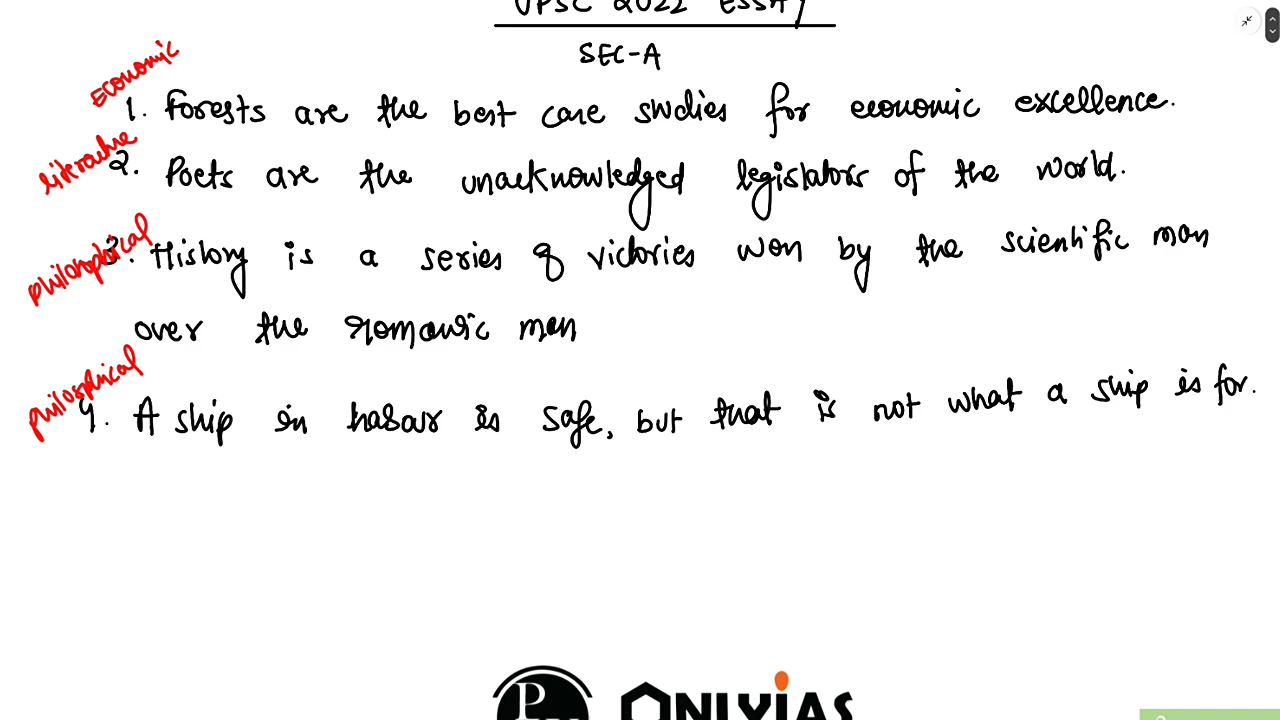 UPSC 2022 ESSAY
SEC-A
Economic
1. Forests are the best case studies for economic excellence.
literature
2. Poets are the unacknowledged legislators of the world.
philosophical
3. History is a series of victories won by the scientific man
over the romantic man
philosphical
4. A ship in habour is safe, but that is not what a ship is for.
P
ONLYIAS